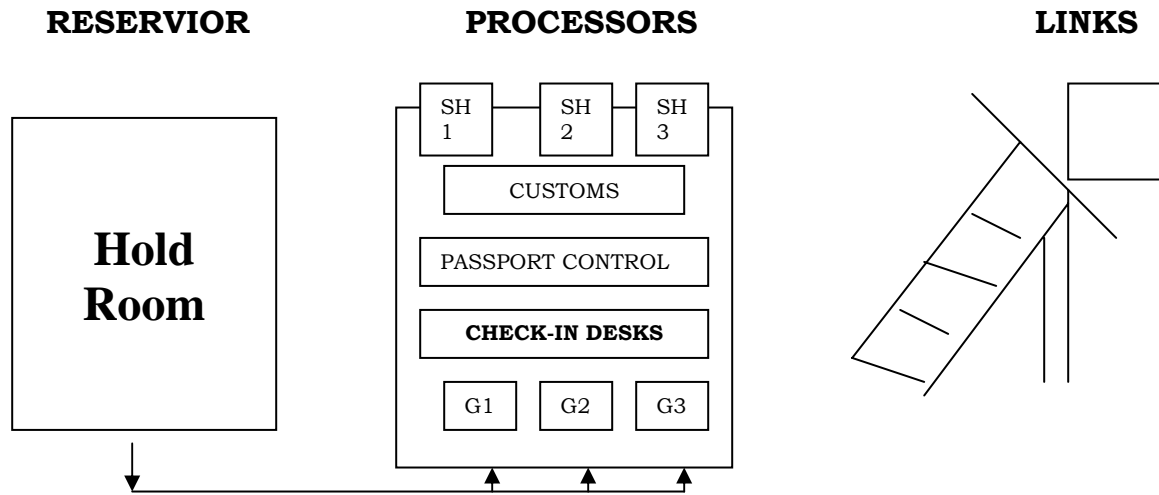 RESERVIOR
PROCESSORS
LINKS
Hold
Room
SH
1
SH
2
SH
3
CUSTOMS
PASSPORT CONTROL
CHECK-IN DESKS
G1
G2
G3